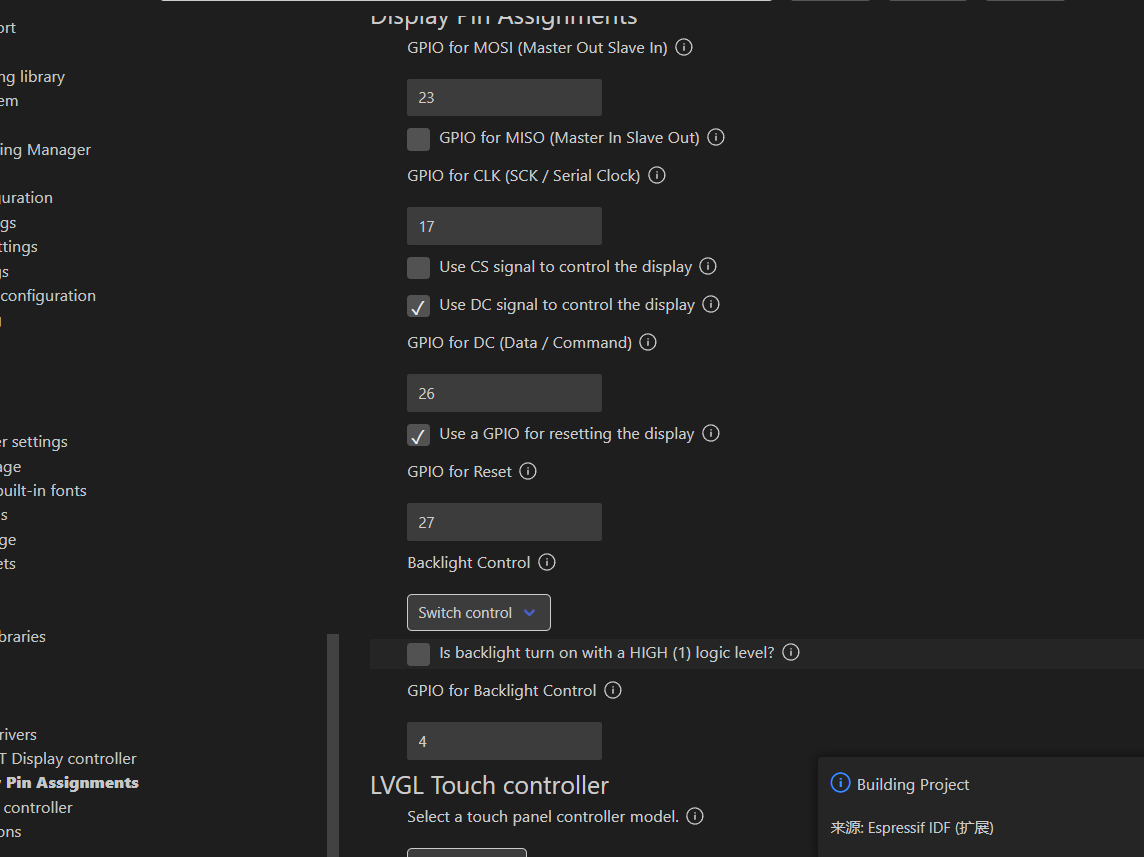 ort
ng library
em
ing Manager
uration
gs
ttings
gs
configuration
er settings
age
built-in fonts
s
ge
ets
braries
rivers
T Display controller
Pin Assignments
controller
ons
Display Pin Assignments
GPIO for MOSI (Master Out Slave In)
23
GPIO for MISO (Master In Slave Out)
GPIO for CLK (SCK / Serial Clock)
17
Use CS signal to control the display
Use DC signal to control the display
GPIO for DC (Data / Command)
26
Use a GPIO for resetting the display
GPIO for Reset
27
Backlight Control
Switch control
Is backlight turn on with a HIGH (1) logic level?
GPIO for Backlight Control
4
LVGL Touch controller
Select a touch panel controller model.
Building Project
来源: Espressif IDF (扩展)